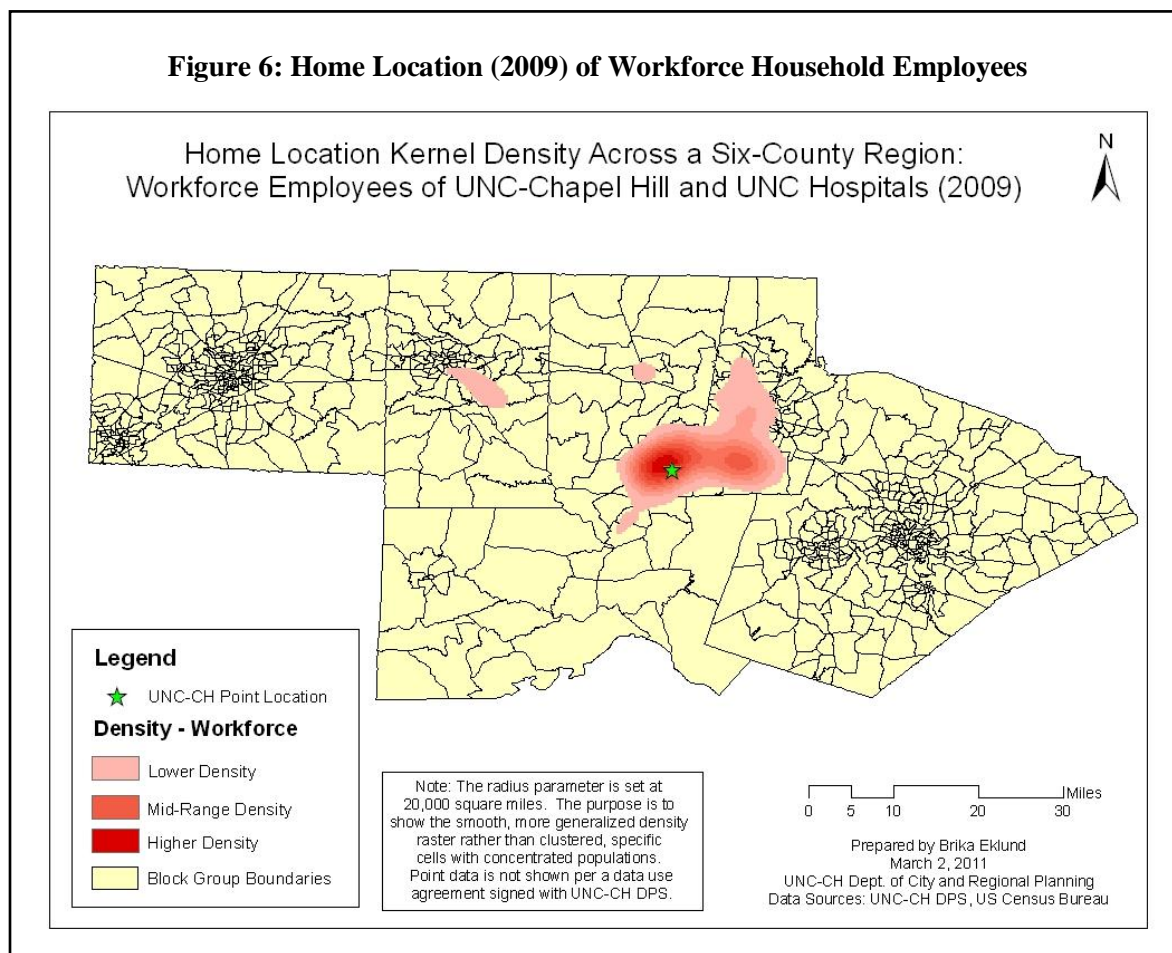 Figure 6: Home Location (2009) of Workforce Household Employees
Home Location Kernel Density Across a Six-County Region:
Workforce Employees of UNC-Chapel Hill and UNC Hospitals (2009)
N
Legend
UNC-CH Point Location
Density - Workforce
Lower Density
Mid-Range Density
Higher Density
Block Group Boundaries
Note: The radius parameter is set at
20,000 square miles. The purpose is to
show the smooth, more generalized density
raster rather than clustered, specific
cells with concentrated populations.
Point data is not shown per a data use
agreement signed with UNC-CH DPS.
Miles
0 5 10 20 30
Prepared by Brika Eklund
March 2, 2011
UNC-CH Dept. of City and Regional Planning
Data Sources: UNC-CH DPS, US Census Bureau